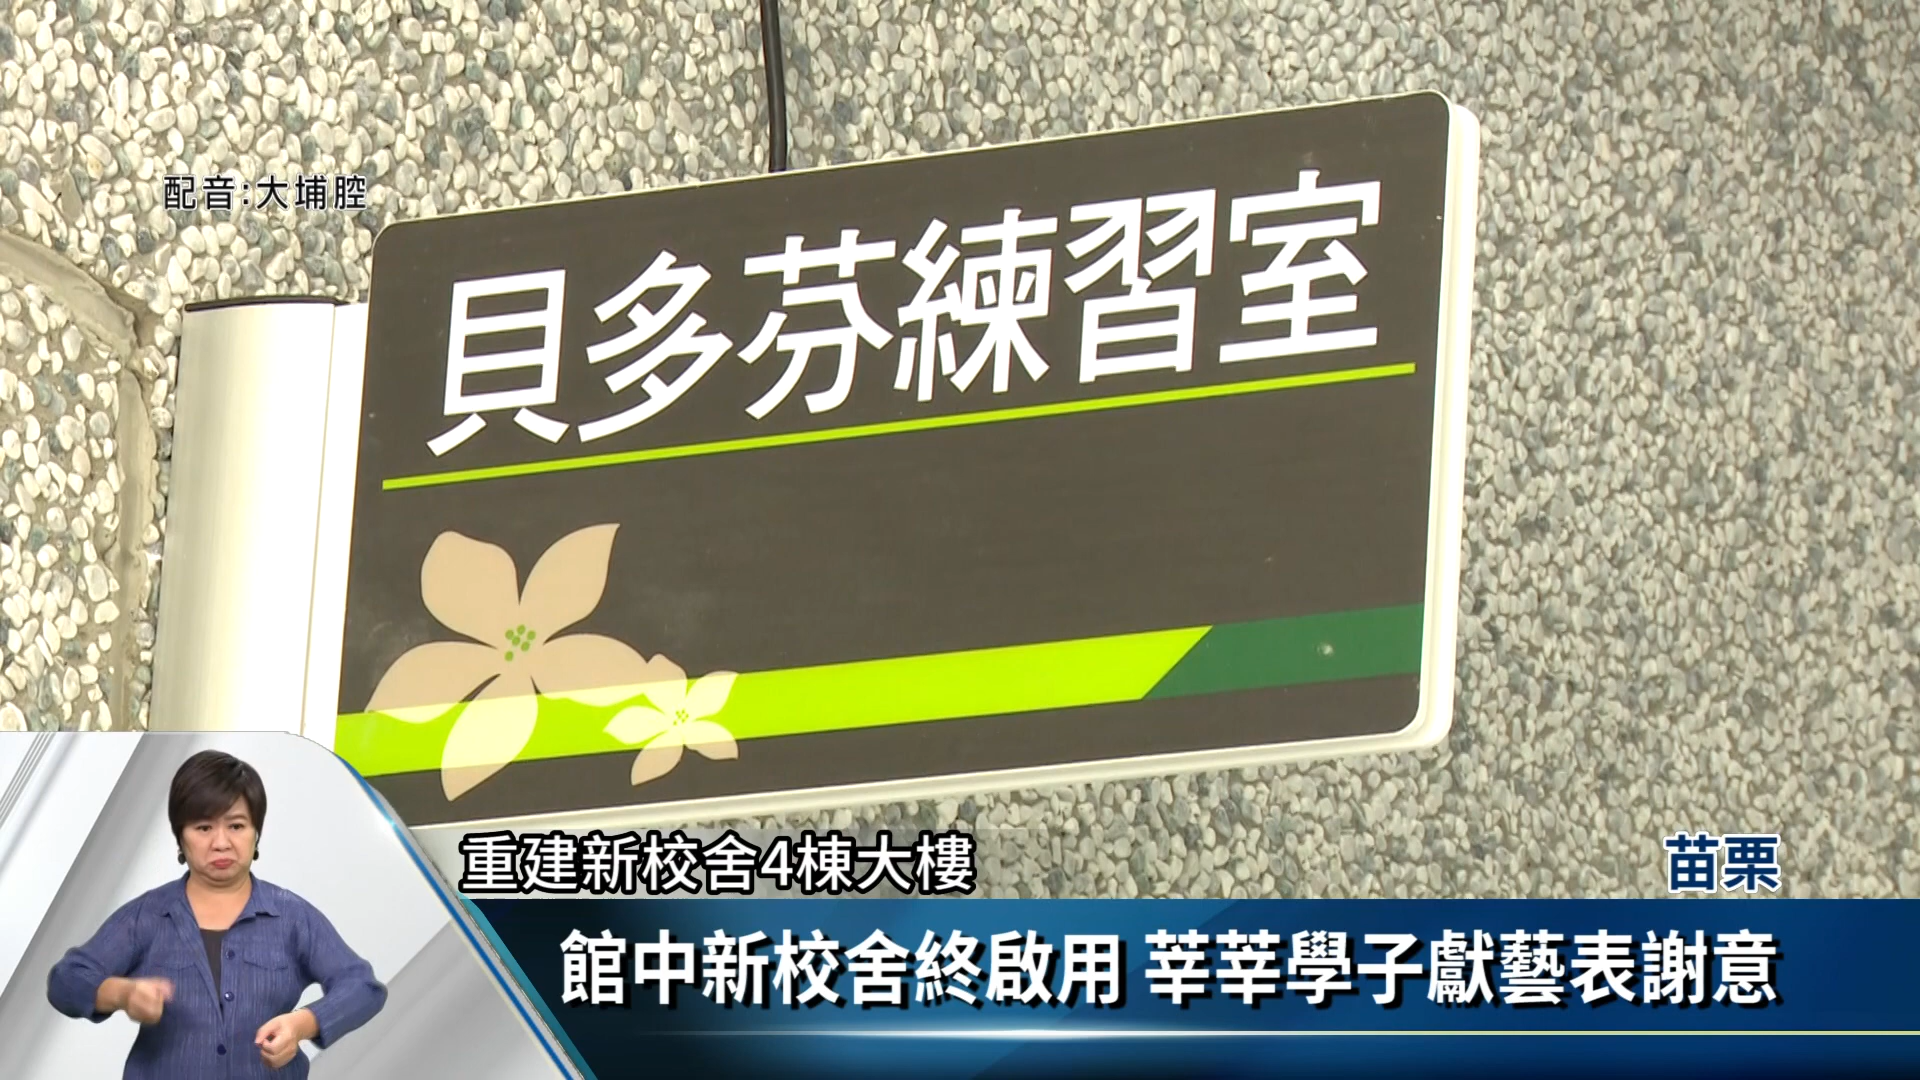 配音:大埔腔
貝多芬練習室
重建新校舍4棟大樓
苗栗
館中新校舍終啟用 莘莘學子獻藝表謝意